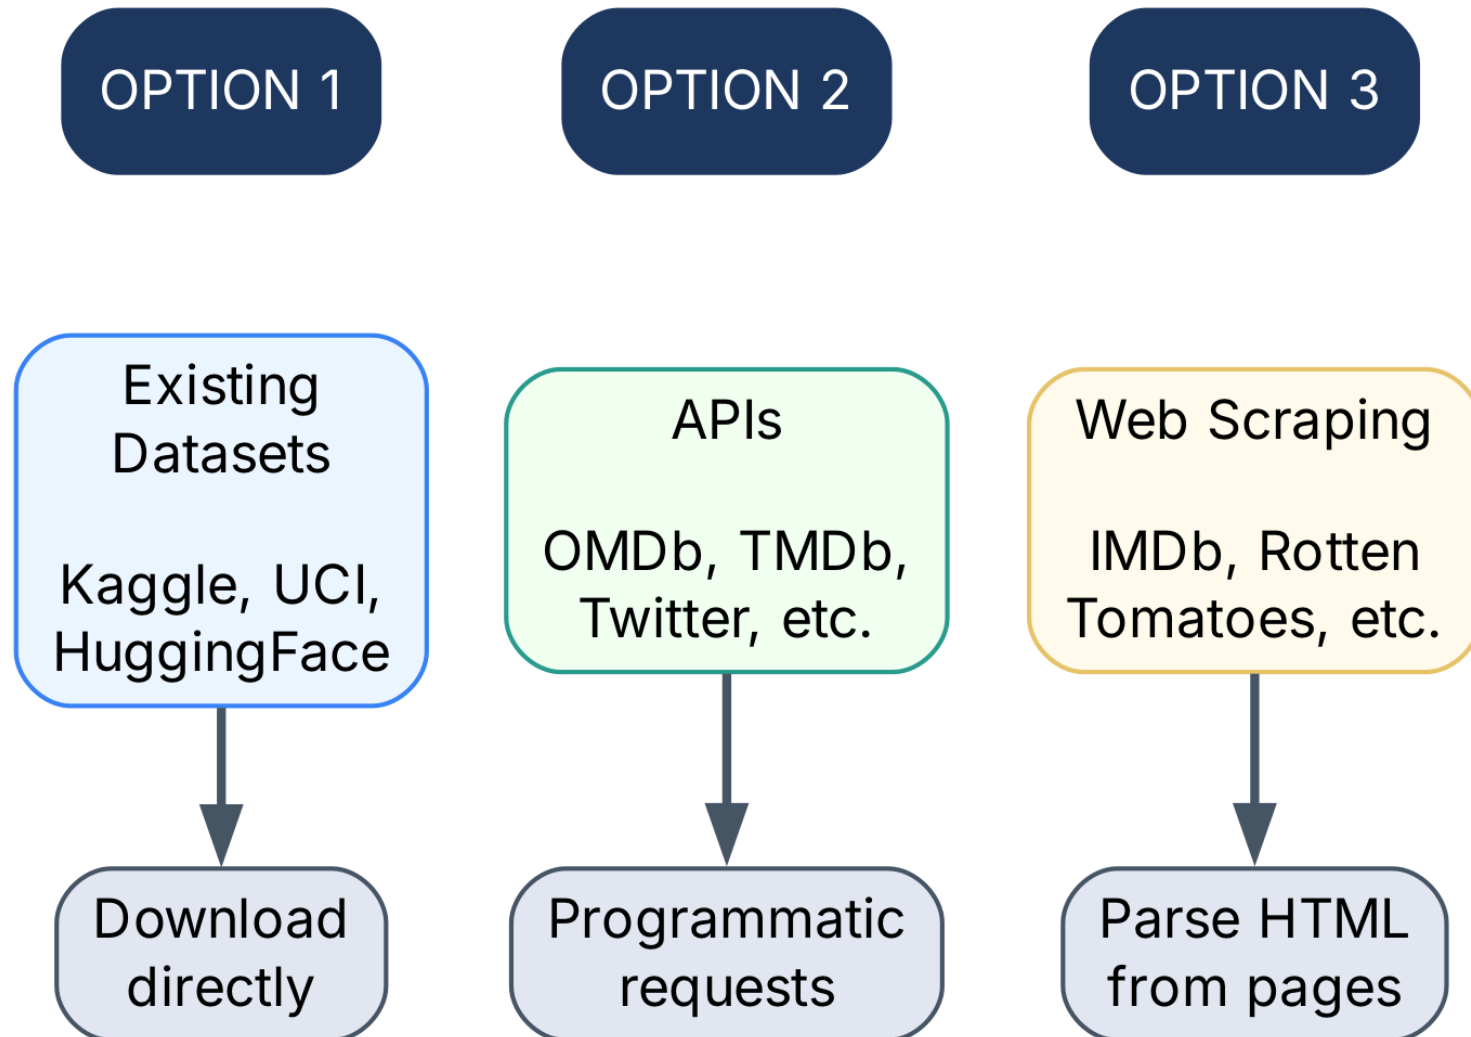 OPTION 1
OPTION 2
OPTION 3
Existing
Datasets
Kaggle, UCI,
HuggingFace
APIs
OMDb, TMDb,
Twitter, etc.
Web Scraping
IMDb, Rotten
Tomatoes, etc.
Download
directly
Programmatic
requests
Parse HTML
from pages